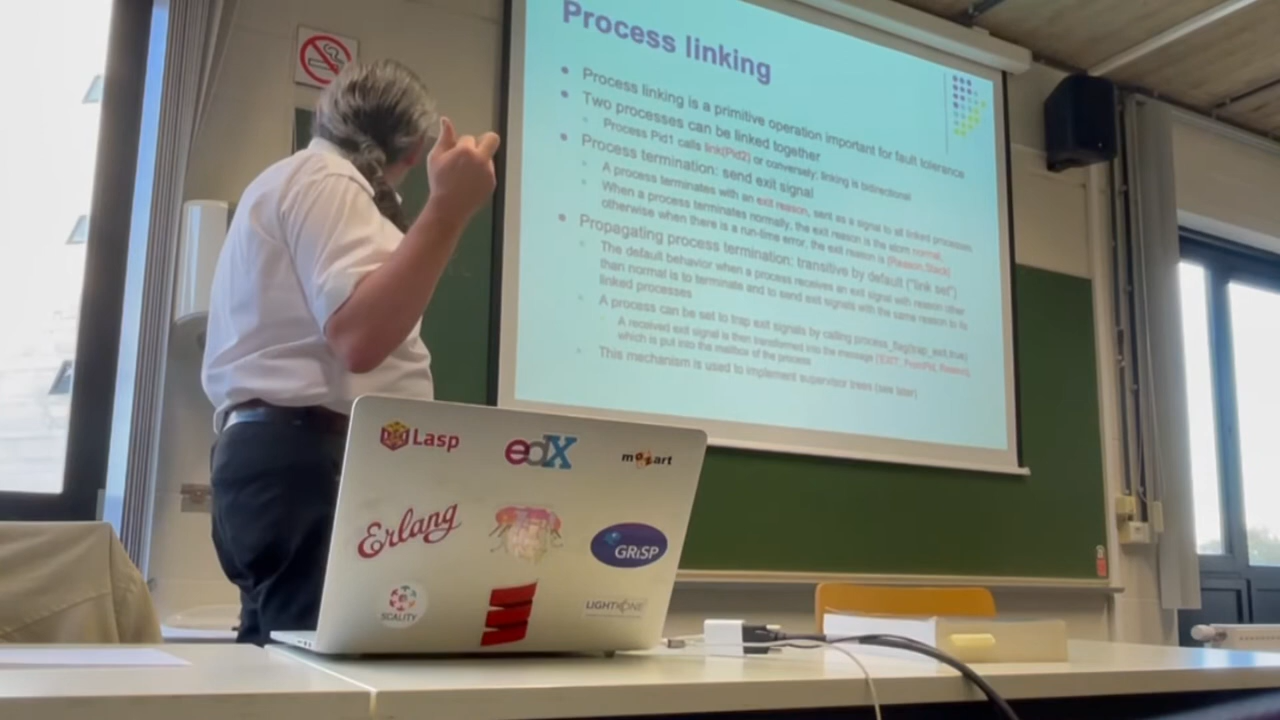 Process linking
Process linking is a primitive operation important for fault tolerance
Two processes can be linked together
Process Pid1 calls link(Pid2) or conversely; linking is bidirectional
Process termination: send exit signal
A process terminates with an exit reason, sent as a signal to all linked processes
When a process terminates normally, the exit reason is the atom normal,
otherwise when there is a run-time error, the exit reason is {Reason,Stack}
Propagating process termination: transitive by default ("link set")
The default behavior when a process receives an exit signal with reason other
than normal is to terminate and to send exit signals with the same reason to its
linked processes
A process can be set to trap exit signals by calling process_flag(trap_exit,true)
A received exit signal is then transformed into the message {'EXIT',FromPid,Reason},
which is put into the mailbox of the process
This mechanism is used to implement supervisor trees (see later)
Lasp
edX
mozart
Erlang
GRiSP
SCALITY
LIGHTKONE